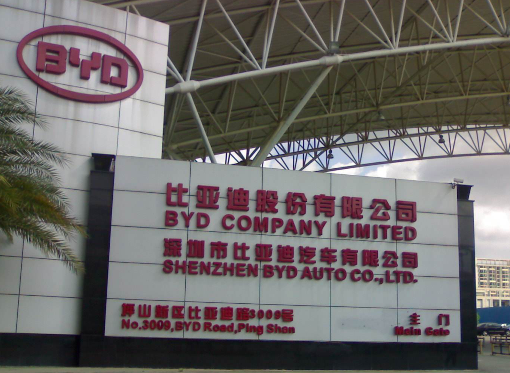 BYD
比亚迪股份有限公司
BYD COMPANY LIMITED
深圳市比亚迪汽车有限公司
SHENZHEN BYD AUTO CO.,LTD.
坪山新区比亚迪路3009号
No.3009,BYD Road,Ping Shan
主 门
Main Gate